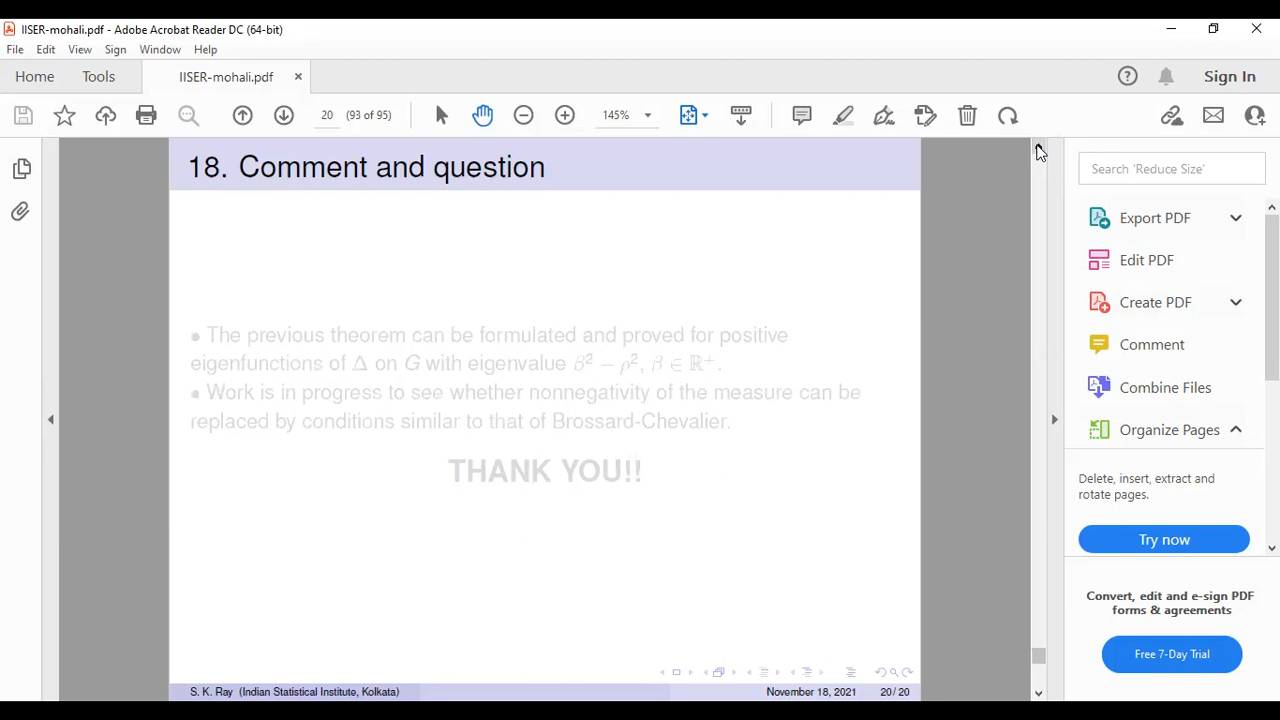 IISER-mohali.pdf - Adobe Acrobat Reader DC (64-bit)
File Edit View Sign Window Help
Home Tools IISER-mohali.pdf × Sign In
20 (93 of 95) 145%
18. Comment and question
• The previous theorem can be formulated and proved for positive
eigenfunctions of Δ on G with eigenvalue β² − ρ², β ∈ ℝ⁺.
• Work is in progress to see whether nonnegativity of the measure can be
replaced by conditions similar to that of Brossard-Chevalier.
THANK YOU!!
S. K. Ray (Indian Statistical Institute, Kolkata) November 18, 2021 20/20
Search 'Reduce Size'
Export PDF
Edit PDF
Create PDF
Comment
Combine Files
Organize Pages
Delete, insert, extract and
rotate pages.
Try now
Convert, edit and e-sign PDF
forms & agreements
Free 7-Day Trial